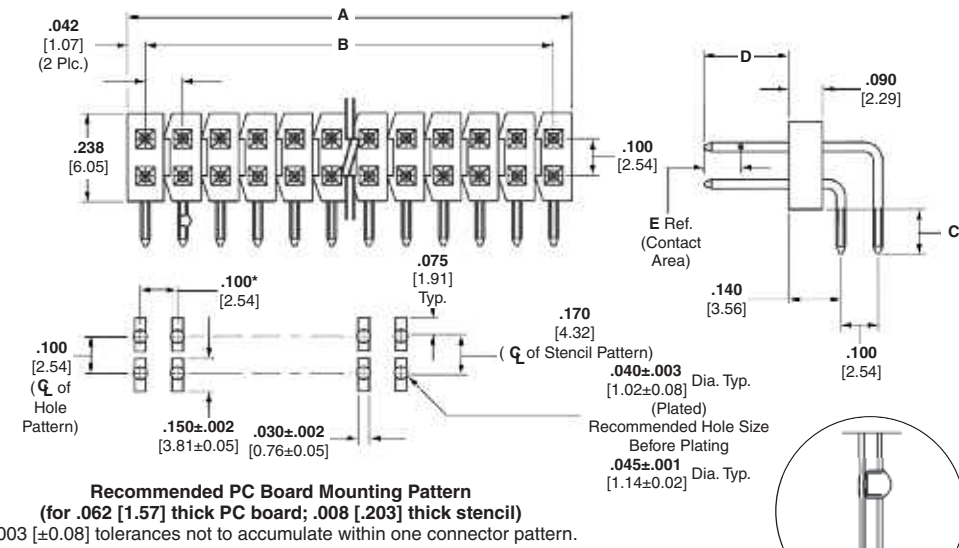 A
.042
[1.07]
(2 Plc.)
B
D
.090
[2.29]
.238
[6.05]
.100
[2.54]
E Ref.
(Contact
Area)
C
.140
[3.56]
.100
[2.54]
.100*
[2.54]
.075
[1.91]
Typ.
.170
[4.32]
(℄ of Stencil Pattern)
.100
[2.54]
(℄ of
Hole
Pattern)
.150±.002
[3.81±0.05]
.030±.002
[0.76±0.05]
.040±.003
[1.02±0.08] Dia. Typ.
(Plated)
Recommended Hole Size
Before Plating
.045±.001
[1.14±0.02] Dia. Typ.
Recommended PC Board Mounting Pattern
(for .062 [1.57] thick PC board; .008 [.203] thick stencil)
003 [±0.08] tolerances not to accumulate within one connector pattern.